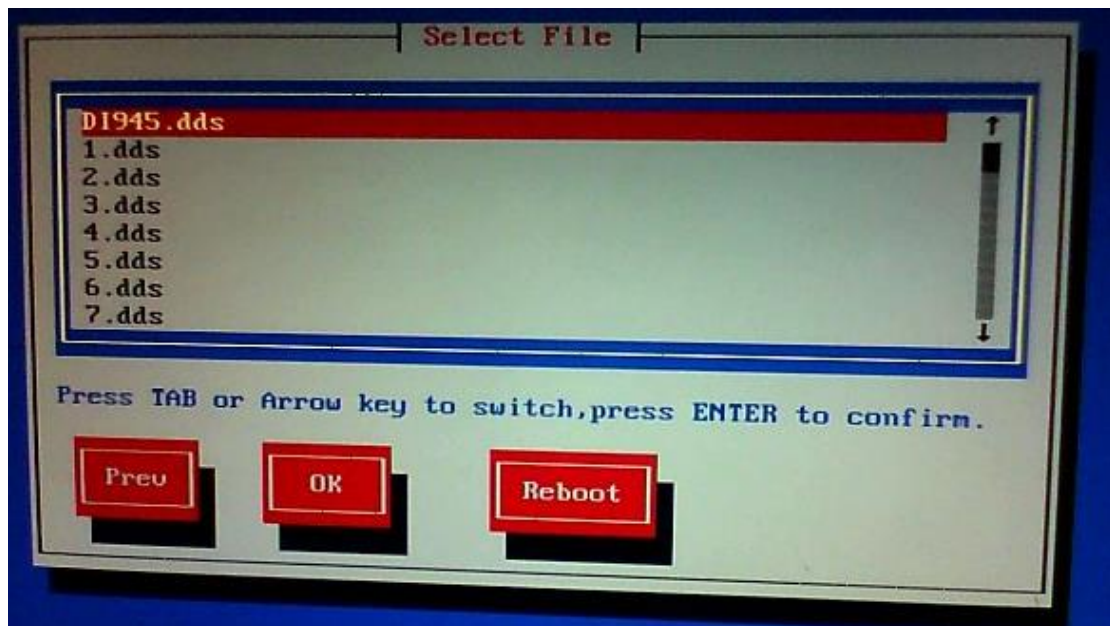 Select File
DI945.dds
1.dds
2.dds
3.dds
4.dds
5.dds
6.dds
7.dds
Press TAB or Arrow key to switch,press ENTER to confirm.
Prev
OK
Reboot